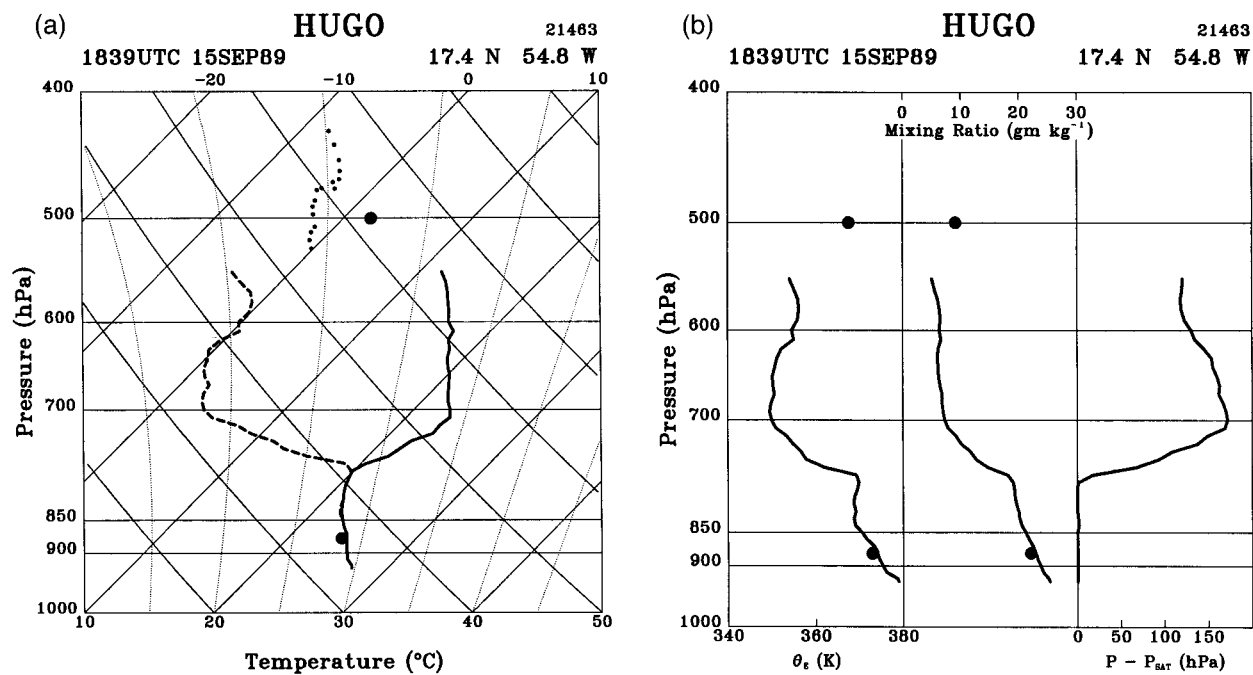 (a) HUGO 21463
1839UTC 15SEP89 17.4 N 54.8 W
-20 -10 0 10
400
500
600
700
850
900
1000
Pressure (hPa)
10 20 30 40 50
Temperature (°C)
(b) HUGO 21463
1839UTC 15SEP89 17.4 N 54.8 W
400
0 10 20 30
Mixing Ratio (gm kg⁻¹)
500
600
700
850
900
1000
Pressure (hPa)
340 360 380 0 50 100 150
θE (K) P - PSAT (hPa)